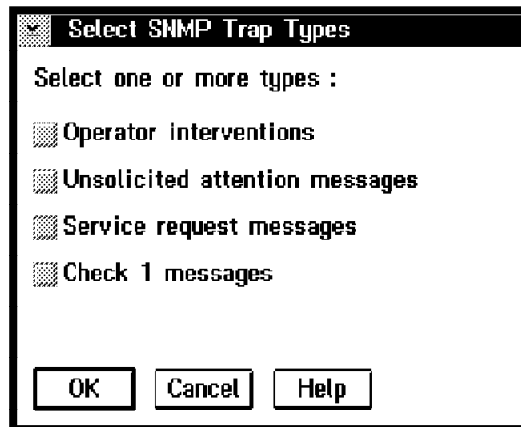 Select SNMP Trap Types
Select one or more types :
Operator interventions
Unsolicited attention messages
Service request messages
Check 1 messages
OK Cancel Help